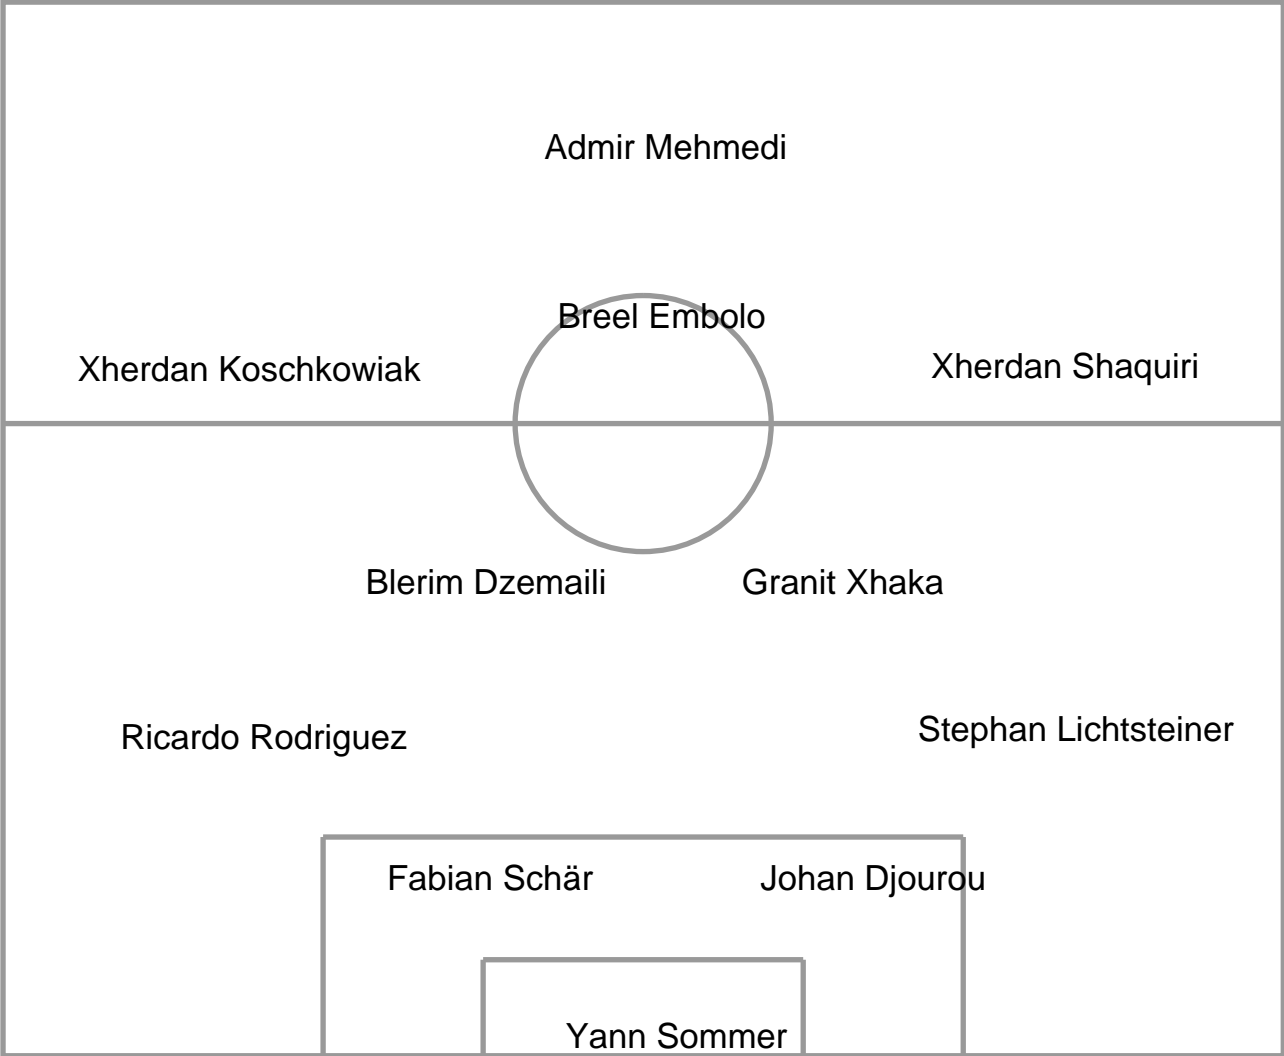 Admir Mehmedi
Breel Embolo
Xherdan Koschkowiak
Xherdan Shaquiri
Blerim Dzemaili
Granit Xhaka
Ricardo Rodriguez
Stephan Lichtsteiner
Fabian Schär
Johan Djourou
Yann Sommer